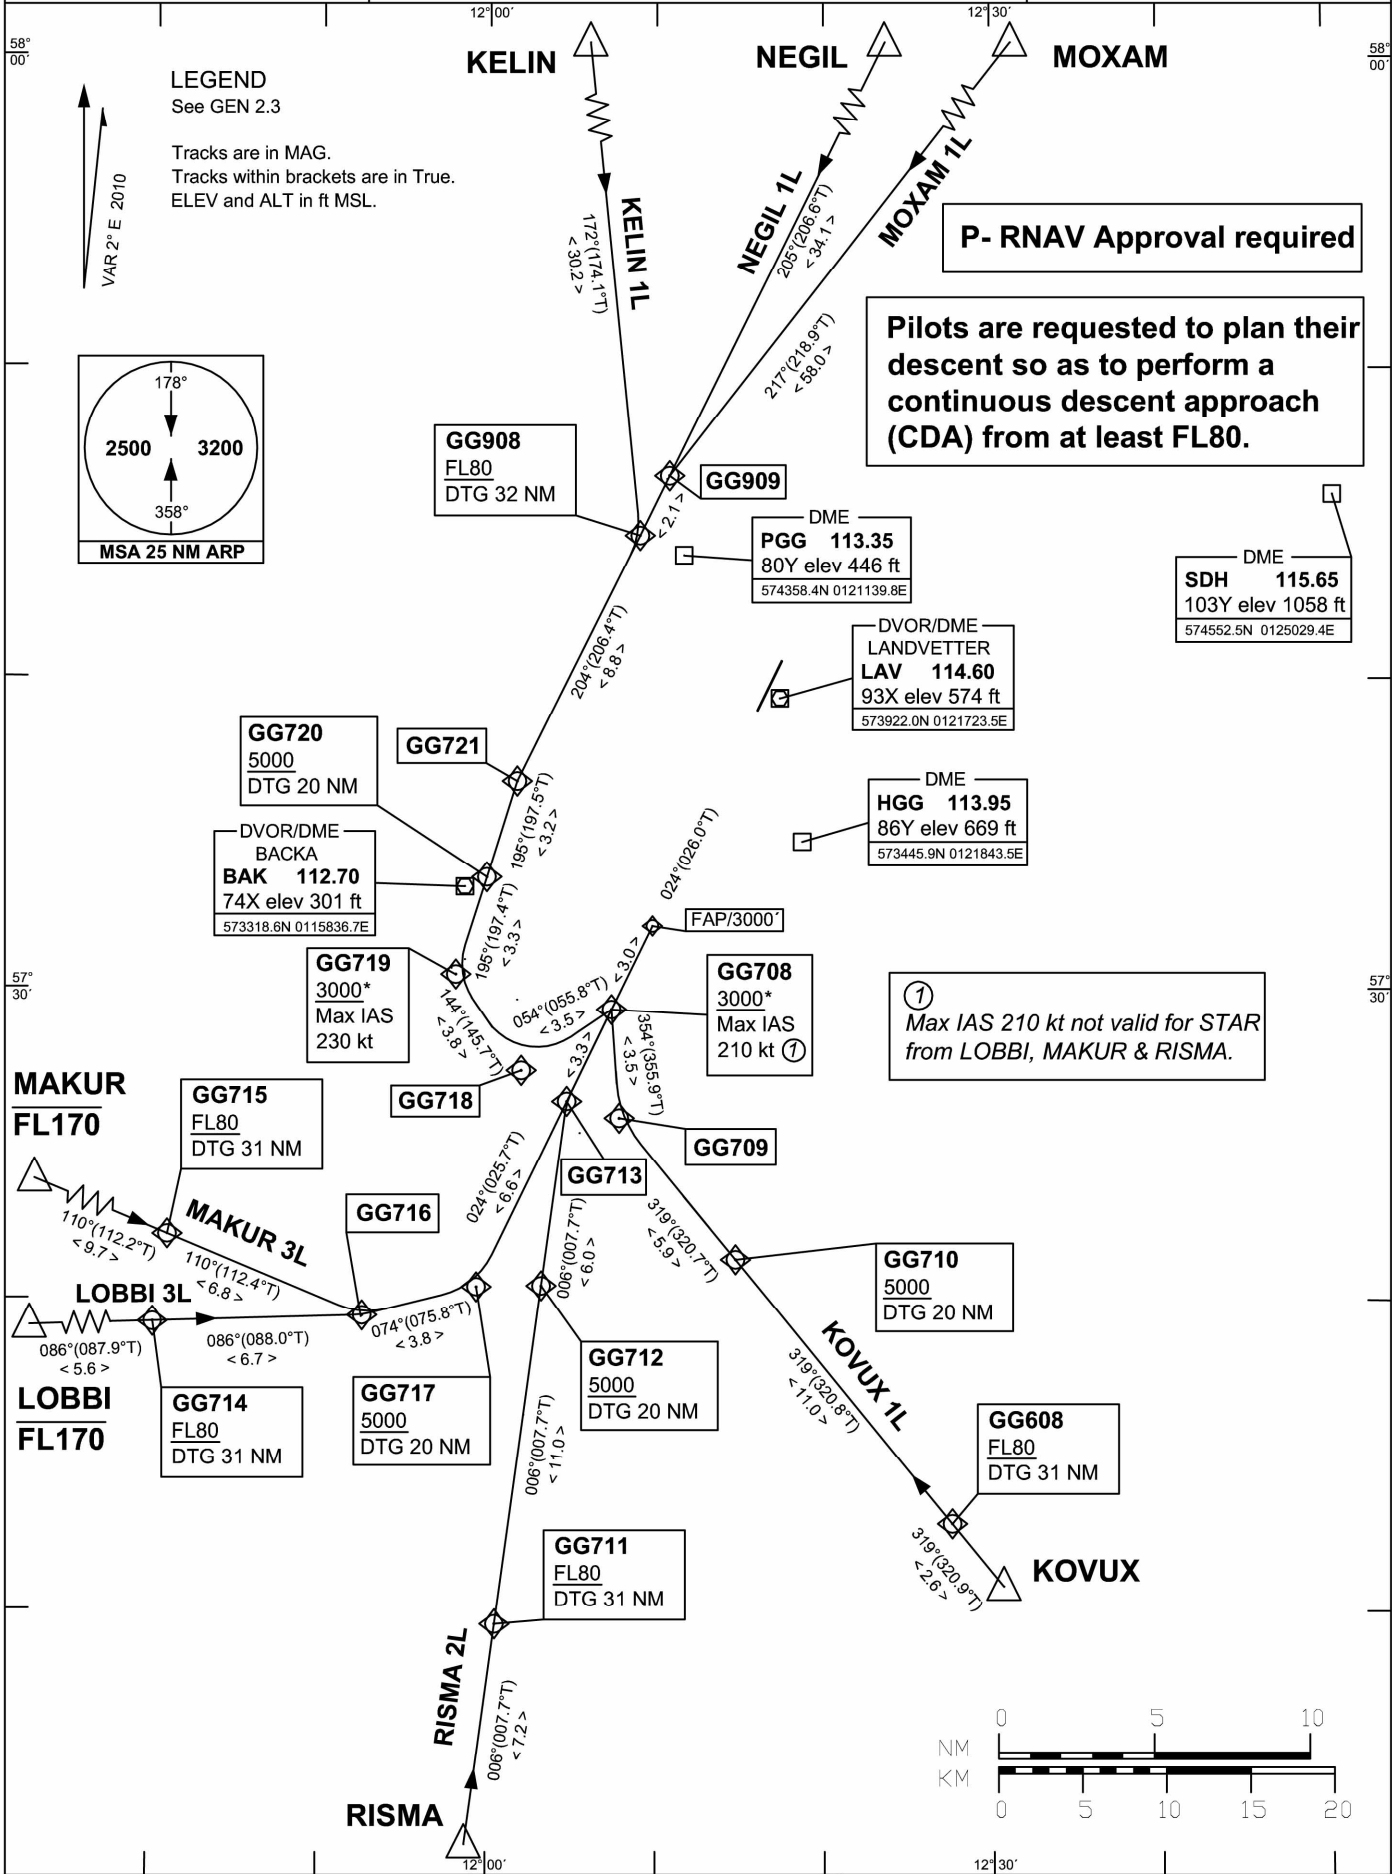 12°00´
12°30´
58°
00´
58°
00´
KELIN
NEGIL
MOXAM
LEGEND
See GEN 2.3
Tracks are in MAG.
Tracks within brackets are in True.
ELEV and ALT in ft MSL.
VAR 2° E 2010
KELIN 1L
172°(174.1°T)
< 30.2 >
NEGIL 1L
205°(206.6°T)
< 34.1 >
MOXAM 1L
217°(218.9°T)
< 58.0 >
P- RNAV Approval required
Pilots are requested to plan their
descent so as to perform a
continuous descent approach
(CDA) from at least FL80.
178°
2500 3200
358°
MSA 25 NM ARP
GG908
FL80
DTG 32 NM
GG909
< 2.1 >
DME
PGG 113.35
80Y elev 446 ft
574358.4N 0121139.8E
DME
SDH 115.65
103Y elev 1058 ft
574552.5N 0125029.4E
DVOR/DME
LANDVETTER
LAV 114.60
93X elev 574 ft
573922.0N 0121723.5E
204°(206.4°T)
< 8.8 >
GG720
5000
DTG 20 NM
GG721
195°(197.5°T)
< 3.2 >
DME
HGG 113.95
86Y elev 669 ft
573445.9N 0121843.5E
DVOR/DME
BACKA
BAK 112.70
74X elev 301 ft
573318.6N 0115836.7E
024°(026.0°T)
195°(197.4°T)
< 3.3 >
FAP/3000´
< 3.0 >
GG719
3000*
Max IAS
230 kt
57°
30´
57°
30´
144°(145.7°T)
< 3.8 >
054°(055.8°T)
< 3.5 >
GG708
3000*
Max IAS
210 kt ①
①
Max IAS 210 kt not valid for STAR
from LOBBI, MAKUR & RISMA.
354°(355.9°T)
< 3.5 >
< 3.3 >
GG718
GG709
GG713
MAKUR
FL170
GG715
FL80
DTG 31 NM
110°(112.2°T)
< 9.7 >
MAKUR 3L
110°(112.4°T)
< 6.8 >
GG716
024°(025.7°T)
< 6.6 >
006°(007.7°T)
< 6.0 >
319°(320.7°T)
< 5.9 >
GG710
5000
DTG 20 NM
LOBBI 3L
086°(087.9°T)
< 5.6 >
086°(088.0°T)
< 6.7 >
074°(075.8°T)
< 3.8 >
LOBBI
FL170
GG714
FL80
DTG 31 NM
GG717
5000
DTG 20 NM
GG712
5000
DTG 20 NM
KOVUX 1L
319°(320.8°T)
< 11.0 >
006°(007.7°T)
< 11.0 >
GG608
FL80
DTG 31 NM
319°(320.9°T)
< 2.6 >
KOVUX
GG711
FL80
DTG 31 NM
RISMA 2L
006°(007.7°T)
< 7.2 >
RISMA
0 5 10
NM
KM
0 5 10 15 20
12°00´
12°30´